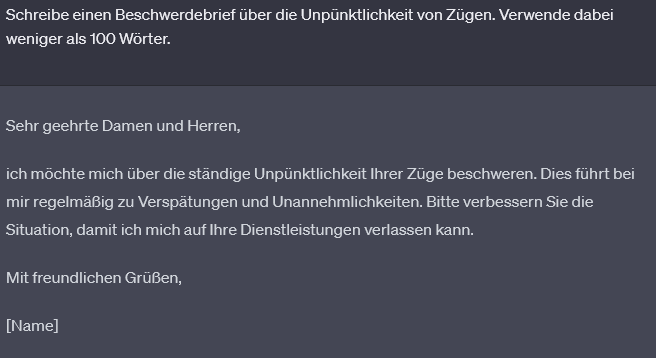 Schreibe einen Beschwerdebrief über die Unpünktlichkeit von Zügen. Verwende dabei
weniger als 100 Wörter.
Sehr geehrte Damen und Herren,
ich möchte mich über die ständige Unpünktlichkeit Ihrer Züge beschweren. Dies führt bei
mir regelmäßig zu Verspätungen und Unannehmlichkeiten. Bitte verbessern Sie die
Situation, damit ich mich auf Ihre Dienstleistungen verlassen kann.
Mit freundlichen Grüßen,
[Name]